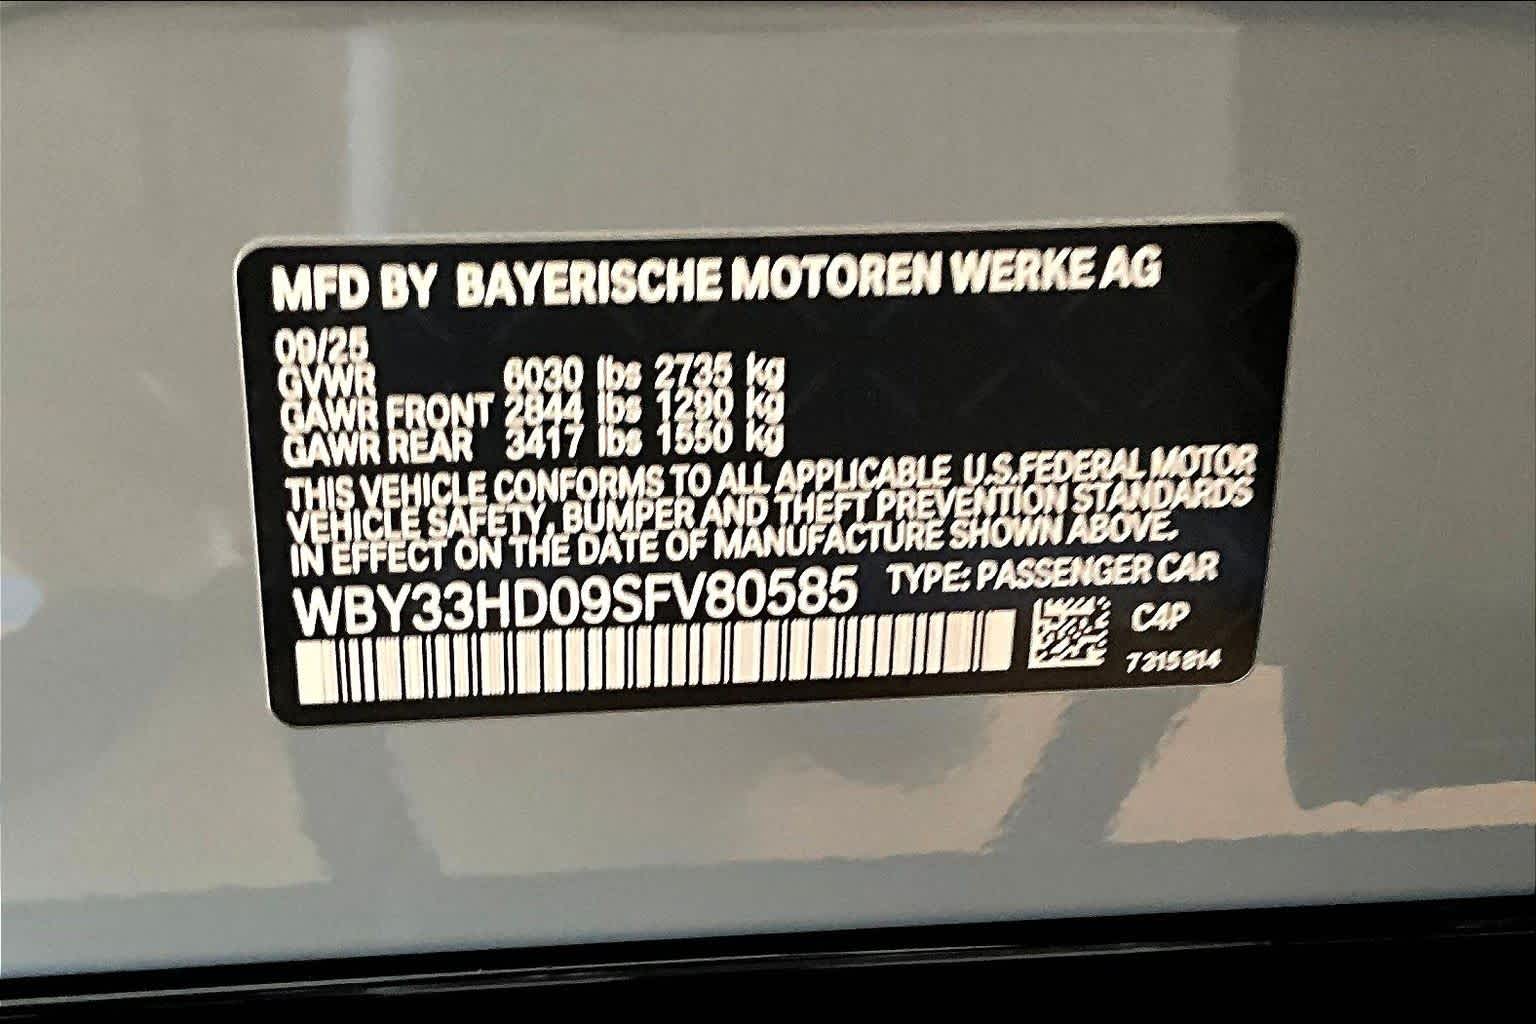 MFD BY BAYERISCHE MOTOREN WERKE AG
09/25
GVWR 6030 lbs 2735 kg
GAWR FRONT 2844 lbs 1290 kg
GAWR REAR 3417 lbs 1550 kg
THIS VEHICLE CONFORMS TO ALL APPLICABLE U.S.FEDERAL MOTOR
VEHICLE SAFETY, BUMPER AND THEFT PREVENTION STANDARDS
IN EFFECT ON THE DATE OF MANUFACTURE SHOWN ABOVE.
WBY33HD09SFV80585 TYPE: PASSENGER CAR
C4P
7315814